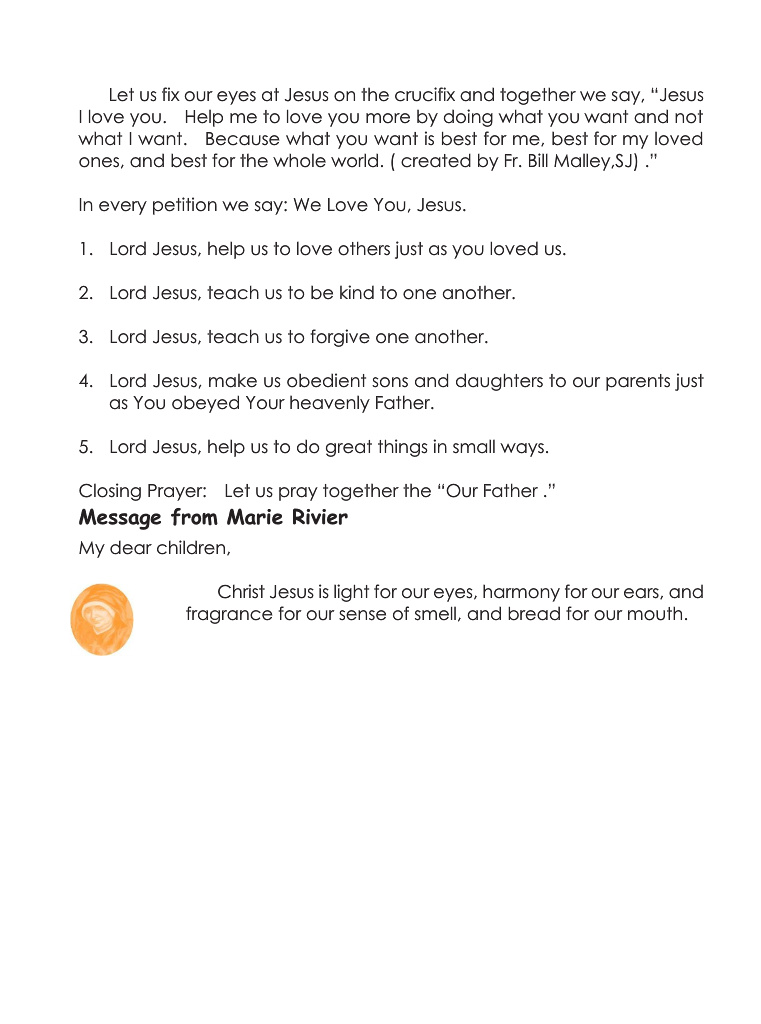 Let us fix our eyes at Jesus on the crucifix and together we say, “Jesus
I love you. Help me to love you more by doing what you want and not
what I want. Because what you want is best for me, best for my loved
ones, and best for the whole world. ( created by Fr. Bill Malley,SJ) .”
In every petition we say: We Love You, Jesus.
1. Lord Jesus, help us to love others just as you loved us.
2. Lord Jesus, teach us to be kind to one another.
3. Lord Jesus, teach us to forgive one another.
4. Lord Jesus, make us obedient sons and daughters to our parents just
as You obeyed Your heavenly Father.
5. Lord Jesus, help us to do great things in small ways.
Closing Prayer: Let us pray together the “Our Father .”
Message from Marie Rivier
My dear children,
Christ Jesus is light for our eyes, harmony for our ears, and
fragrance for our sense of smell, and bread for our mouth.